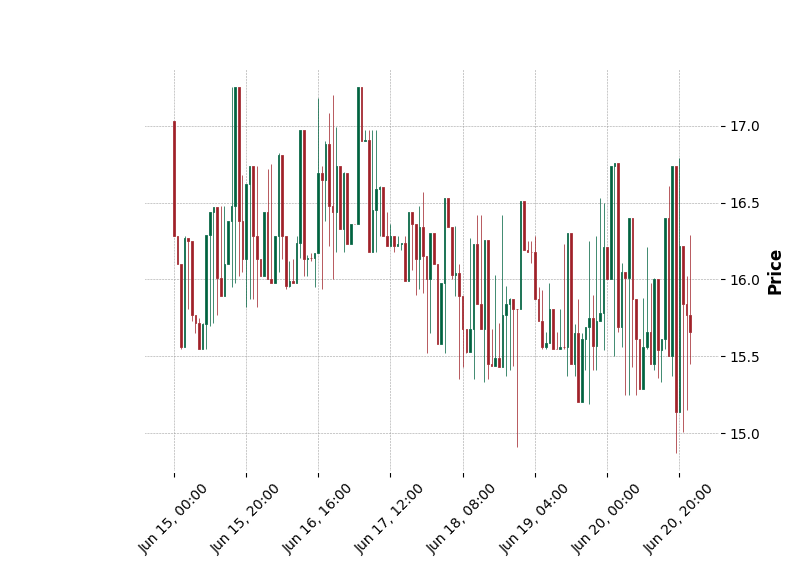 17.0
16.5
16.0
15.5
15.0
Price
Jun 15, 00:00
Jun 15, 20:00
Jun 16, 16:00
Jun 17, 12:00
Jun 18, 08:00
Jun 19, 04:00
Jun 20, 00:00
Jun 20, 20:00